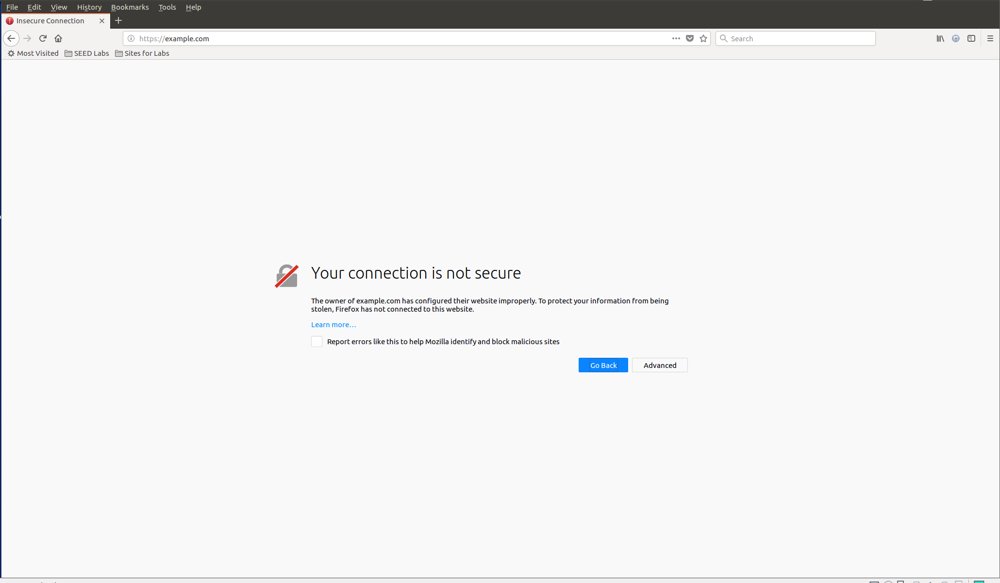 File Edit View History Bookmarks Tools Help
Insecure Connection
https://example.com
Search
Most Visited SEED Labs Sites for Labs
Your connection is not secure
The owner of example.com has configured their website improperly. To protect your information from being
stolen, Firefox has not connected to this website.
Learn more…
Report errors like this to help Mozilla identify and block malicious sites
Go Back Advanced